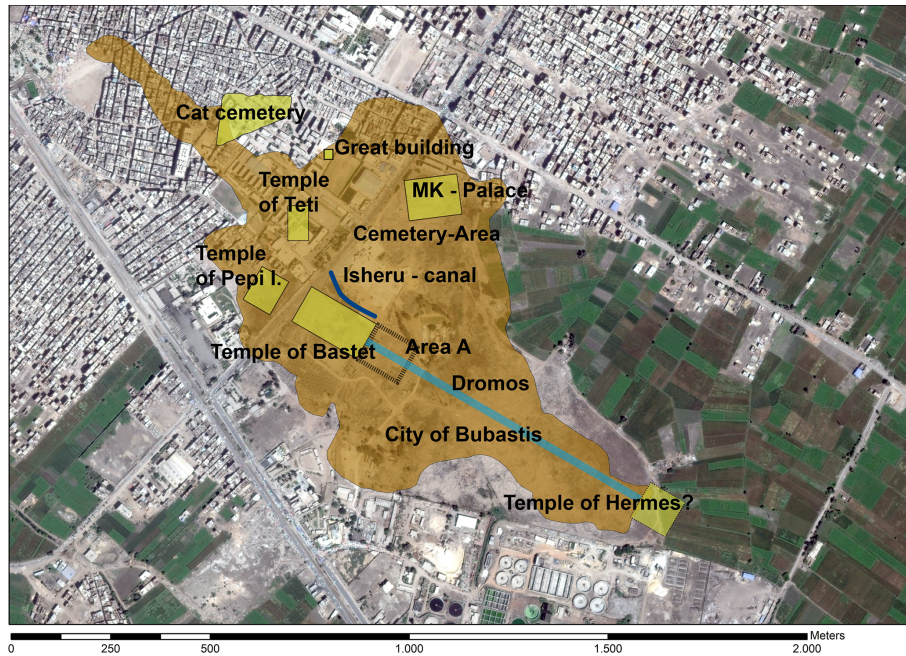 Cat cemetery
Great building
Temple
of Teti
MK - Palace
Cemetery-Area
Temple
of Pepi I.
Isheru - canal
Temple of Bastet
Area A
Dromos
City of Bubastis
Temple of Hermes?
Meters
0 250 500 1.000 1.500 2.000